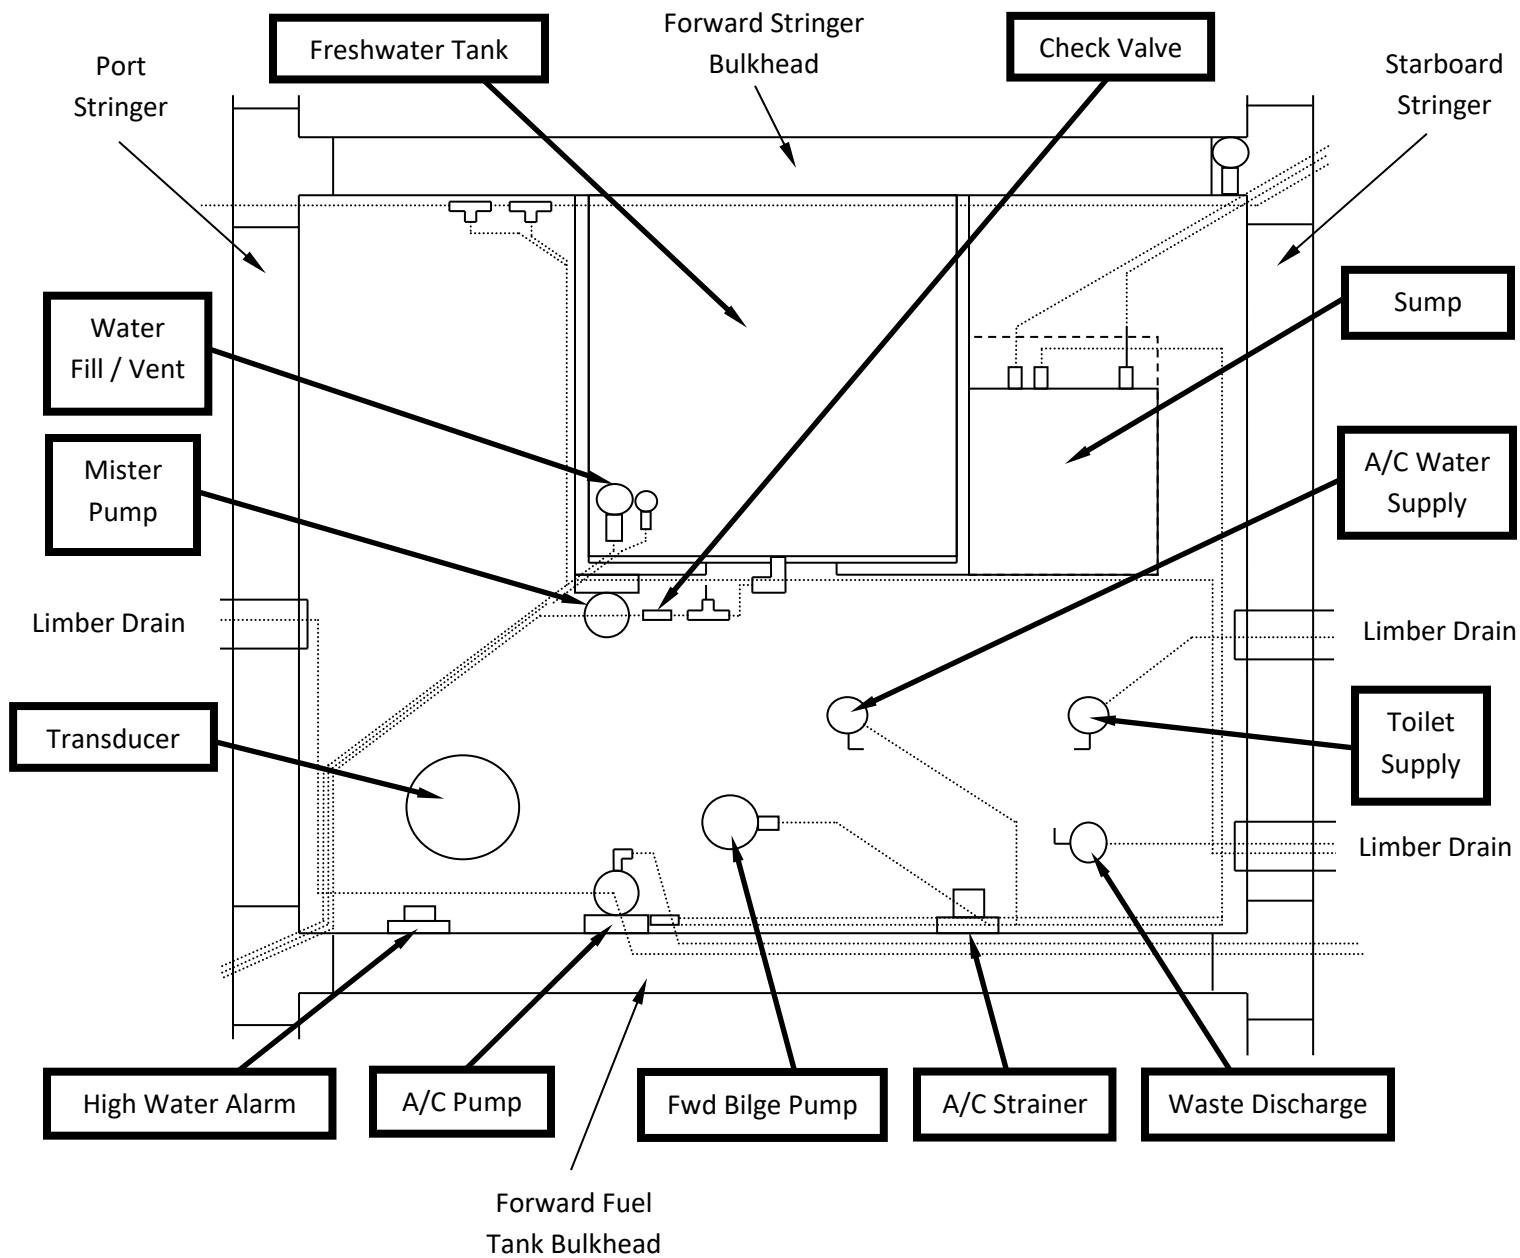 Freshwater Tank
Forward Stringer
Bulkhead
Check Valve
Port
Stringer
Starboard
Stringer
Water
Fill / Vent
Sump
Mister
Pump
A/C Water
Supply
Limber Drain
Limber Drain
Transducer
Toilet
Supply
Limber Drain
High Water Alarm
A/C Pump
Fwd Bilge Pump
A/C Strainer
Waste Discharge
Forward Fuel
Tank Bulkhead